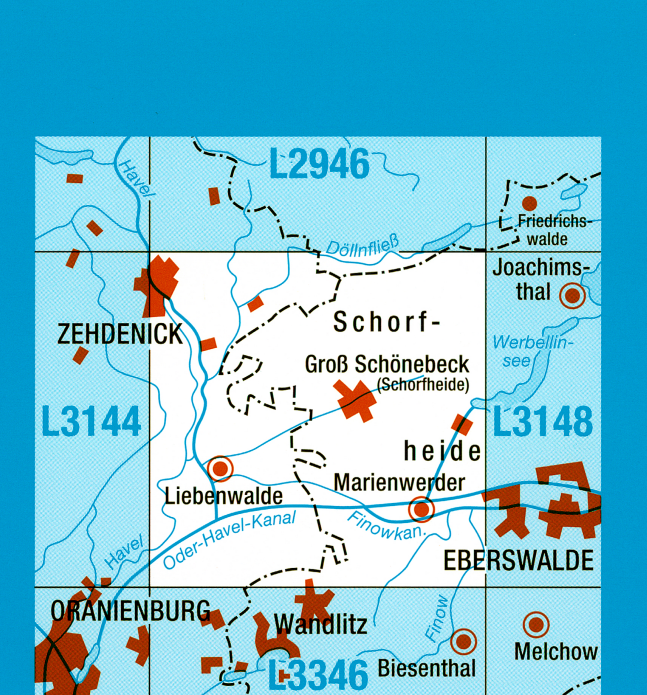 L2946
Havel
Friedrichs-
walde
Döllnfließ
Joachims-
thal
Schorf-
ZEHDENICK
Werbellin-
see
Groß Schönebeck
(Schorfheide)
L3144
L3148
heide
Marienwerder
Liebenwalde
Oder-Havel-Kanal
Finowkan.
Havel
EBERSWALDE
ORANIENBURG
Wandlitz
Finow
Melchow
Biesenthal
L3346